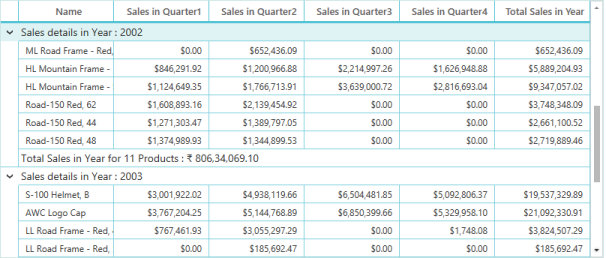 Name Sales in Quarter1 Sales in Quarter2 Sales in Quarter3 Sales in Quarter4 Total Sales in Year
Sales details in Year : 2002
ML Road Frame - Red, $0.00 $652,436.09 $0.00 $0.00 $652,436.09
HL Mountain Frame - $846,291.92 $1,200,966.88 $2,214,997.26 $1,626,948.88 $5,889,204.93
HL Mountain Frame - $1,124,649.35 $1,766,713.91 $3,639,000.72 $2,816,693.04 $9,347,057.02
Road-150 Red, 62 $1,608,893.16 $2,139,454.92 $0.00 $0.00 $3,748,348.09
Road-150 Red, 44 $1,271,303.47 $1,389,797.05 $0.00 $0.00 $2,661,100.52
Road-150 Red, 48 $1,374,989.93 $1,344,899.53 $0.00 $0.00 $2,719,889.46
Total Sales in Year for 11 Products : ₹ 806,34,069.10
Sales details in Year : 2003
S-100 Helmet, B $3,001,922.02 $4,938,119.66 $6,504,481.85 $5,092,806.37 $19,537,329.89
AWC Logo Cap $3,767,204.25 $5,144,768.89 $6,850,399.66 $5,329,958.10 $21,092,330.91
LL Road Frame - Red, $767,461.93 $3,055,297.29 $0.00 $1,748.08 $3,824,507.29
LL Road Frame - Red, $0.00 $185,692.47 $0.00 $0.00 $185,692.47